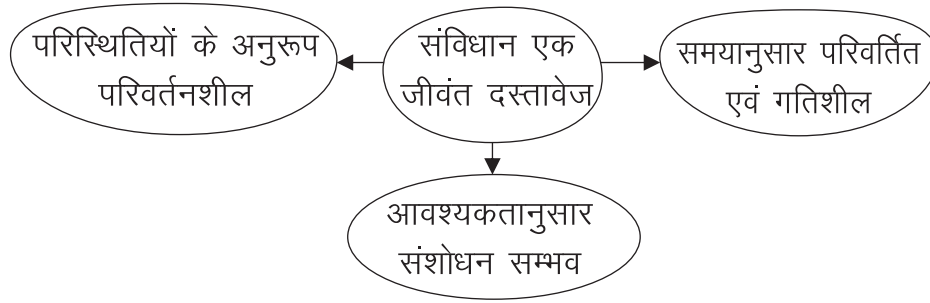 परिस्थितियों के अनुरूप
परिवर्तनशील
संविधान एक
जीवंत दस्तावेज
समयानुसार परिवर्तित
एवं गतिशील
आवश्यकतानुसार
संशोधन सम्भव